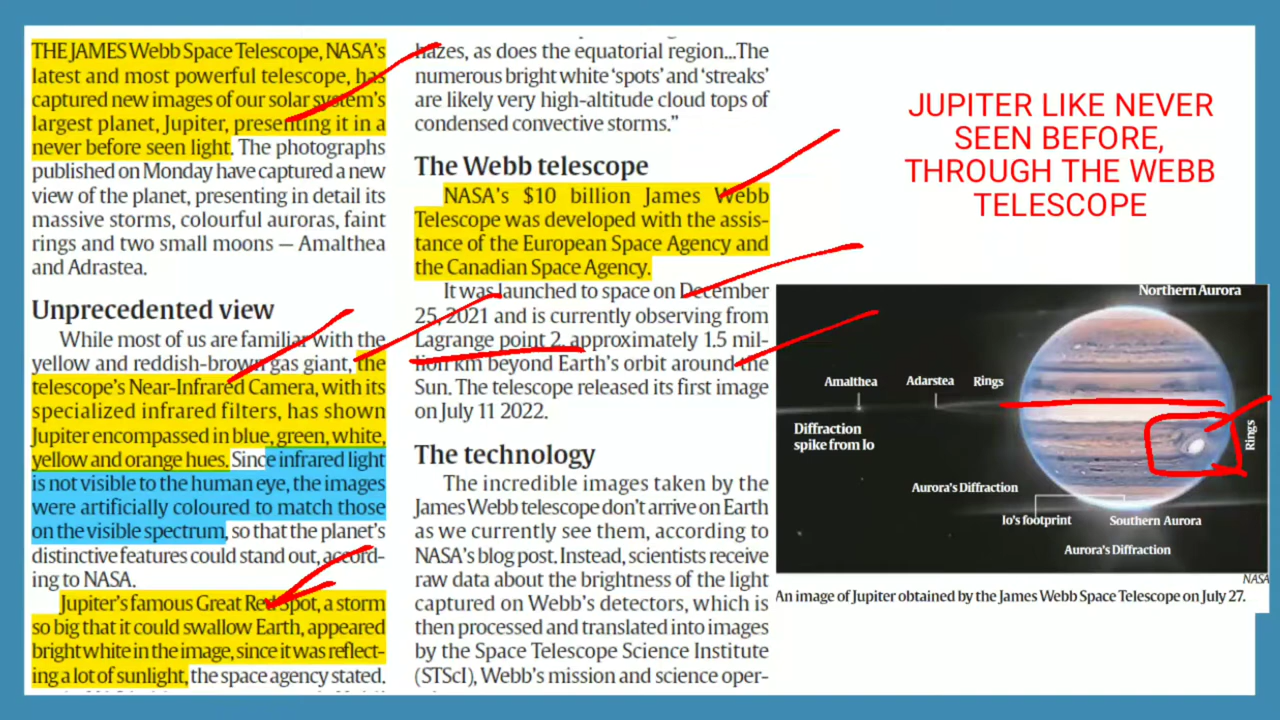 THE JAMES Webb Space Telescope, NASA's
latest and most powerful telescope, has
captured new images of our solar system's
largest planet, Jupiter, presenting it in a
never before seen light. The photographs
published on Monday have captured a new
view of the planet, presenting in detail its
massive storms, colourful auroras, faint
rings and two small moons — Amalthea
and Adrastea.
Unprecedented view
While most of us are familiar with the
yellow and reddish-brown gas giant, the
telescope's Near-Infrared Camera, with its
specialized infrared filters, has shown
Jupiter encompassed in blue, green, white,
yellow and orange hues. Since infrared light
is not visible to the human eye, the images
were artificially coloured to match those
on the visible spectrum, so that the planet's
distinctive features could stand out, accord-
ing to NASA.
Jupiter's famous Great Red Spot, a storm
so big that it could swallow Earth, appeared
bright white in the image, since it was reflect-
ing a lot of sunlight, the space agency stated.
hazes, as does the equatorial region...The
numerous bright white 'spots' and 'streaks'
are likely very high-altitude cloud tops of
condensed convective storms."
The Webb telescope
NASA's $10 billion James Webb
Telescope was developed with the assis-
tance of the European Space Agency and
the Canadian Space Agency.
It was launched to space on December
25, 2021 and is currently observing from
Lagrange point 2, approximately 1.5 mil-
lion km beyond Earth's orbit around the
Sun. The telescope released its first image
on July 11 2022.
The technology
The incredible images taken by the
James Webb telescope don't arrive on Earth
as we currently see them, according to
NASA's blog post. Instead, scientists receive
raw data about the brightness of the light
captured on Webb's detectors, which is
then processed and translated into images
by the Space Telescope Science Institute
(STScI), Webb's mission and science oper-
JUPITER LIKE NEVER
SEEN BEFORE,
THROUGH THE WEBB
TELESCOPE
Northern Aurora
Amalthea
Adarstea
Rings
Diffraction
spike from Io
Rings
Aurora's Diffraction
Io's footprint
Southern Aurora
Aurora's Diffraction
NASA
An image of Jupiter obtained by the James Webb Space Telescope on July 27.